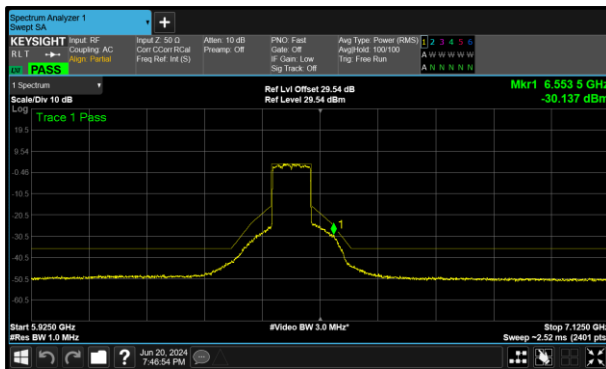 Spectrum Analyzer 1
Swept SA
+
KEYSIGHT
RLT
PASS
Input: RF
Coupling: AC
Align: Partial
Input Z: 50 Ω
Corr CCorr RCal
Freq Ref: Int (S)
Atten: 10 dB
Preamp: Off
PNO: Fast
Gate: Off
IF Gain: Low
Sig Track: Off
Avg Type: Power (RMS)
Avg|Hold: 100/100
Trig: Free Run
1 2 3 4 5 6
A W W W W W
A N N N N N
1 Spectrum
Scale/Div 10 dB
Ref Lvl Offset 29.54 dB
Ref Level 29.54 dBm
Mkr1 6.553 5 GHz
-30.137 dBm
Log
Trace 1 Pass
19.5
9.54
-0.46
-10.5
-20.5
-30.5
-40.5
-50.5
-60.5
1
Start 5.9250 GHz
#Res BW 1.0 MHz
#Video BW 3.0 MHz*
Stop 7.1250 GHz
Sweep ~2.52 ms (2401 pts)
?
Jun 20, 2024
7:46:54 PM